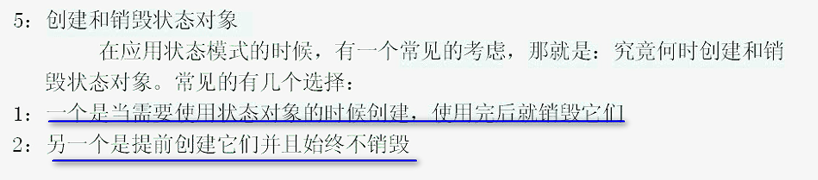 5：创建和销毁状态对象
在应用状态模式的时候，有一个常见的考虑，那就是：究竟何时创建和销
毁状态对象。常见的有几个选择：
1：一个是当需要使用状态对象的时候创建，使用完后就销毁它们
2：另一个是提前创建它们并且始终不销毁